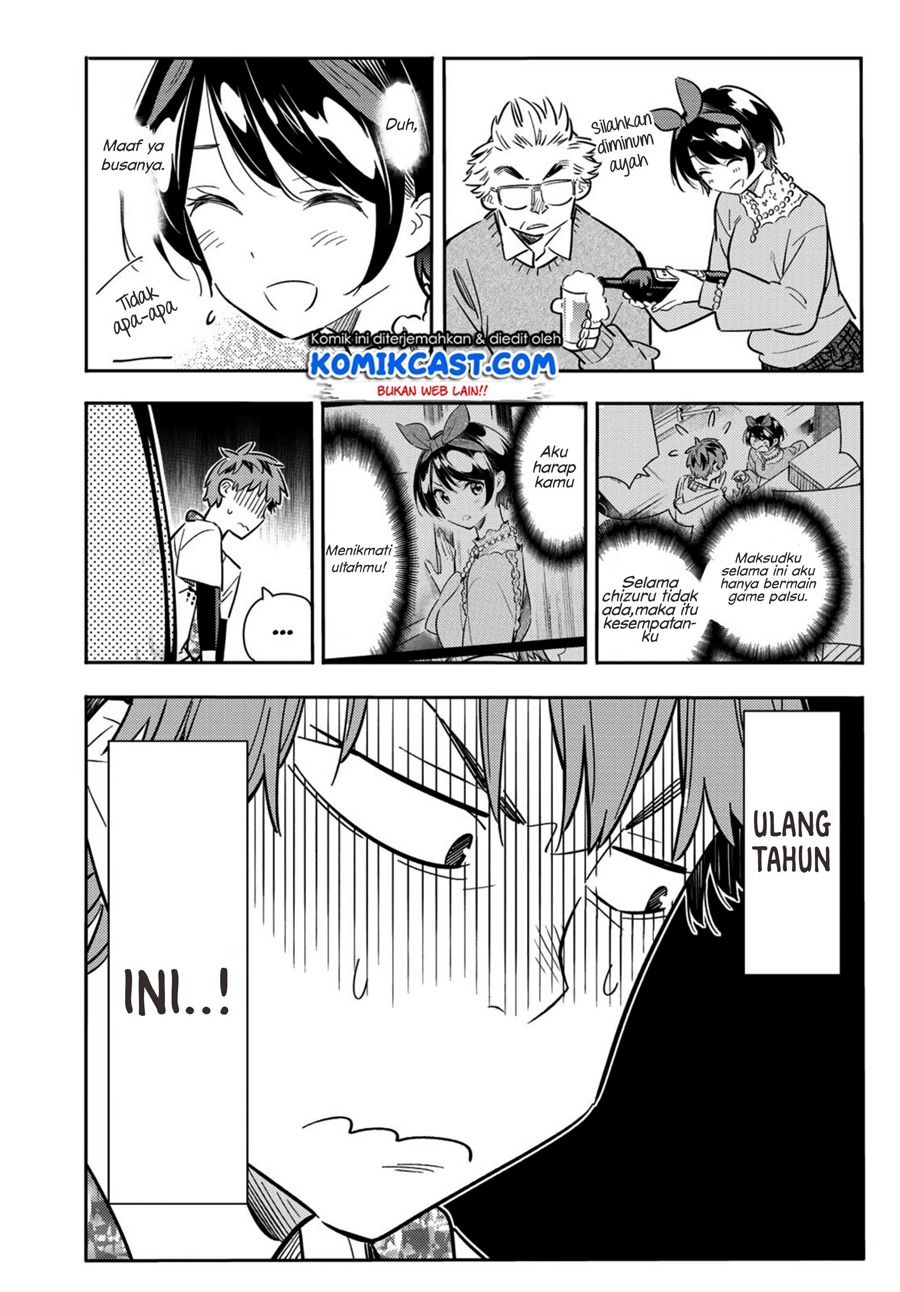 Silahkan
diminum
ayah
Duh,
Maaf ya
busanya.
Tidak
apa-apa
Komik ini diterjemahkan & diedit oleh
KOMIKCAST.COM
BUKAN WEB LAIN!!
Maksudku
selama ini aku
hanya bermain
game palsu.
Selama
chizuru tidak
ada,maka itu
kesempatan-
ku
Aku
harap
kamu
Menikmati
ultahmu!
...
ULANG
TAHUN
INI..!